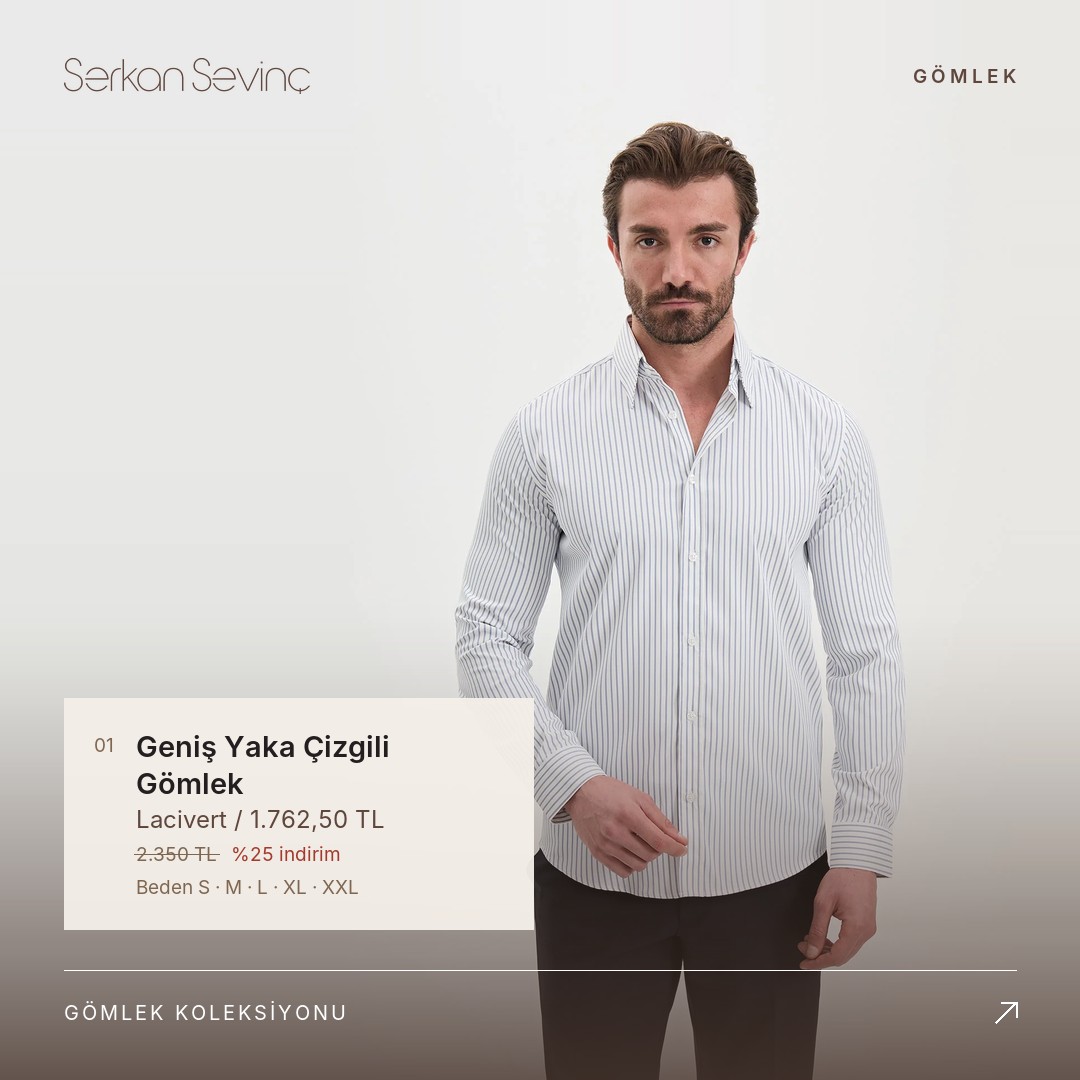 Serkan Sevinç
GÖMLEK
01
Geniş Yaka Çizgili
Gömlek
Lacivert / 1.762,50 TL
2.350 TL %25 indirim
Beden S · M · L · XL · XXL
GÖMLEK KOLEKSİYONU